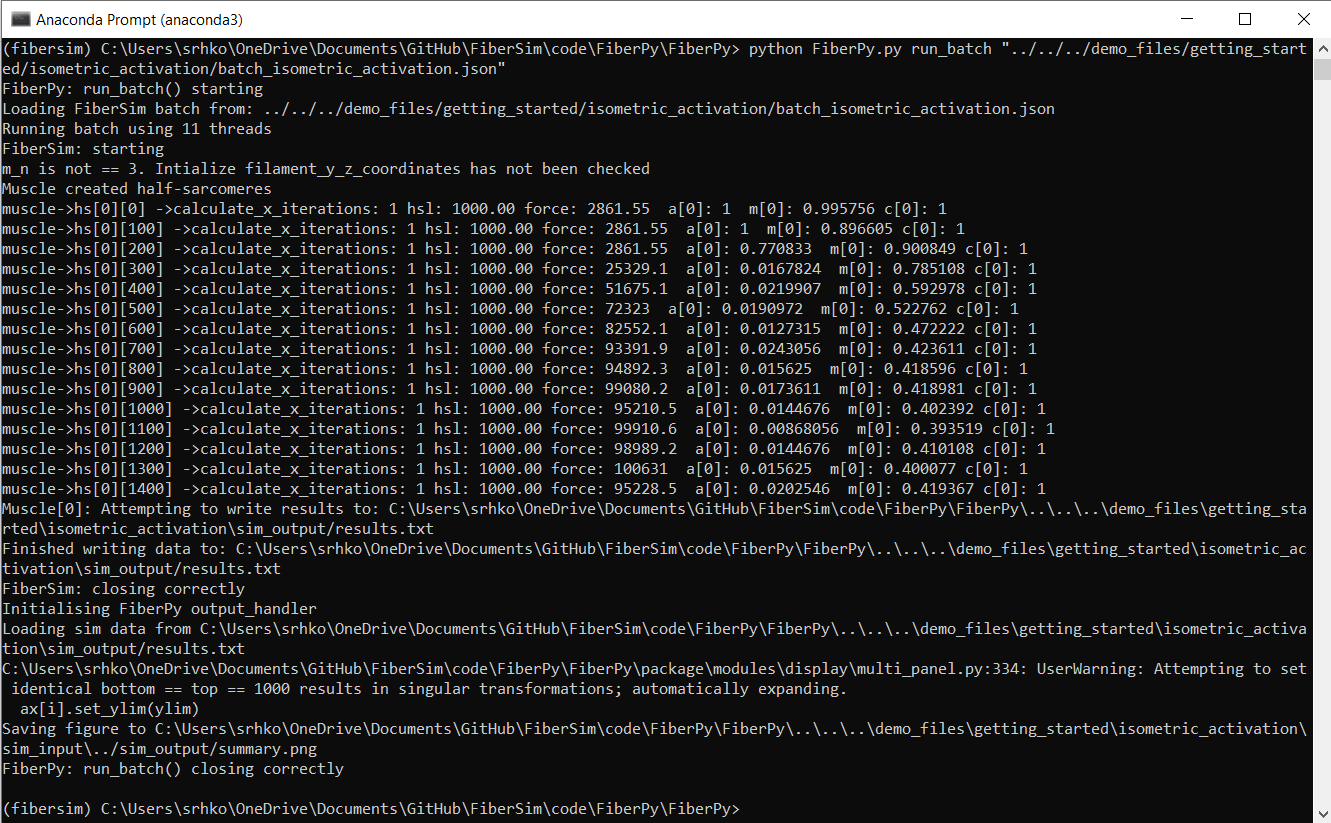 Anaconda Prompt (anaconda3)
(fibersim) C:\Users\srhko\OneDrive\Documents\GitHub\FiberSim\code\FiberPy\FiberPy> python FiberPy.py run_batch "../../../demo_files/getting_start
ed/isometric_activation/batch_isometric_activation.json"
FiberPy: run_batch() starting
Loading FiberSim batch from: ../../../demo_files/getting_started/isometric_activation/batch_isometric_activation.json
Running batch using 11 threads
FiberSim: starting
m_n is not == 3. Intialize filament_y_z_coordinates has not been checked
Muscle created half-sarcomeres
muscle->hs[0][0] ->calculate_x_iterations: 1 hsl: 1000.00 force: 2861.55  a[0]: 1  m[0]: 0.995756 c[0]: 1
muscle->hs[0][100] ->calculate_x_iterations: 1 hsl: 1000.00 force: 2861.55  a[0]: 1  m[0]: 0.896605 c[0]: 1
muscle->hs[0][200] ->calculate_x_iterations: 1 hsl: 1000.00 force: 2861.55  a[0]: 0.770833  m[0]: 0.900849 c[0]: 1
muscle->hs[0][300] ->calculate_x_iterations: 1 hsl: 1000.00 force: 25329.1  a[0]: 0.0167824  m[0]: 0.785108 c[0]: 1
muscle->hs[0][400] ->calculate_x_iterations: 1 hsl: 1000.00 force: 51675.1  a[0]: 0.0219907  m[0]: 0.592978 c[0]: 1
muscle->hs[0][500] ->calculate_x_iterations: 1 hsl: 1000.00 force: 72323  a[0]: 0.0190972  m[0]: 0.522762 c[0]: 1
muscle->hs[0][600] ->calculate_x_iterations: 1 hsl: 1000.00 force: 82552.1  a[0]: 0.0127315  m[0]: 0.472222 c[0]: 1
muscle->hs[0][700] ->calculate_x_iterations: 1 hsl: 1000.00 force: 93391.9  a[0]: 0.0243056  m[0]: 0.423611 c[0]: 1
muscle->hs[0][800] ->calculate_x_iterations: 1 hsl: 1000.00 force: 94892.3  a[0]: 0.015625  m[0]: 0.418596 c[0]: 1
muscle->hs[0][900] ->calculate_x_iterations: 1 hsl: 1000.00 force: 99080.2  a[0]: 0.0173611  m[0]: 0.418981 c[0]: 1
muscle->hs[0][1000] ->calculate_x_iterations: 1 hsl: 1000.00 force: 95210.5  a[0]: 0.0144676  m[0]: 0.402392 c[0]: 1
muscle->hs[0][1100] ->calculate_x_iterations: 1 hsl: 1000.00 force: 99910.6  a[0]: 0.00868056  m[0]: 0.393519 c[0]: 1
muscle->hs[0][1200] ->calculate_x_iterations: 1 hsl: 1000.00 force: 98989.2  a[0]: 0.0144676  m[0]: 0.410108 c[0]: 1
muscle->hs[0][1300] ->calculate_x_iterations: 1 hsl: 1000.00 force: 100631  a[0]: 0.015625  m[0]: 0.400077 c[0]: 1
muscle->hs[0][1400] ->calculate_x_iterations: 1 hsl: 1000.00 force: 95228.5  a[0]: 0.0202546  m[0]: 0.419367 c[0]: 1
Muscle[0]: Attempting to write results to: C:\Users\srhko\OneDrive\Documents\GitHub\FiberSim\code\FiberPy\FiberPy\..\..\..\demo_files\getting_sta
rted\isometric_activation\sim_output/results.txt
Finished writing data to: C:\Users\srhko\OneDrive\Documents\GitHub\FiberSim\code\FiberPy\FiberPy\..\..\..\demo_files\getting_started\isometric_ac
tivation\sim_output/results.txt
FiberSim: closing correctly
Initialising FiberPy output_handler
Loading sim data from C:\Users\srhko\OneDrive\Documents\GitHub\FiberSim\code\FiberPy\FiberPy\..\..\..\demo_files\getting_started\isometric_activa
tion\sim_output/results.txt
C:\Users\srhko\OneDrive\Documents\GitHub\FiberSim\code\FiberPy\FiberPy\package\modules\display\multi_panel.py:334: UserWarning: Attempting to set
 identical bottom == top == 1000 results in singular transformations; automatically expanding.
  ax[i].set_ylim(ylim)
Saving figure to C:\Users\srhko\OneDrive\Documents\GitHub\FiberSim\code\FiberPy\FiberPy\..\..\..\demo_files\getting_started\isometric_activation\
sim_input\../sim_output/summary.png
FiberPy: run_batch() closing correctly
(fibersim) C:\Users\srhko\OneDrive\Documents\GitHub\FiberSim\code\FiberPy\FiberPy>